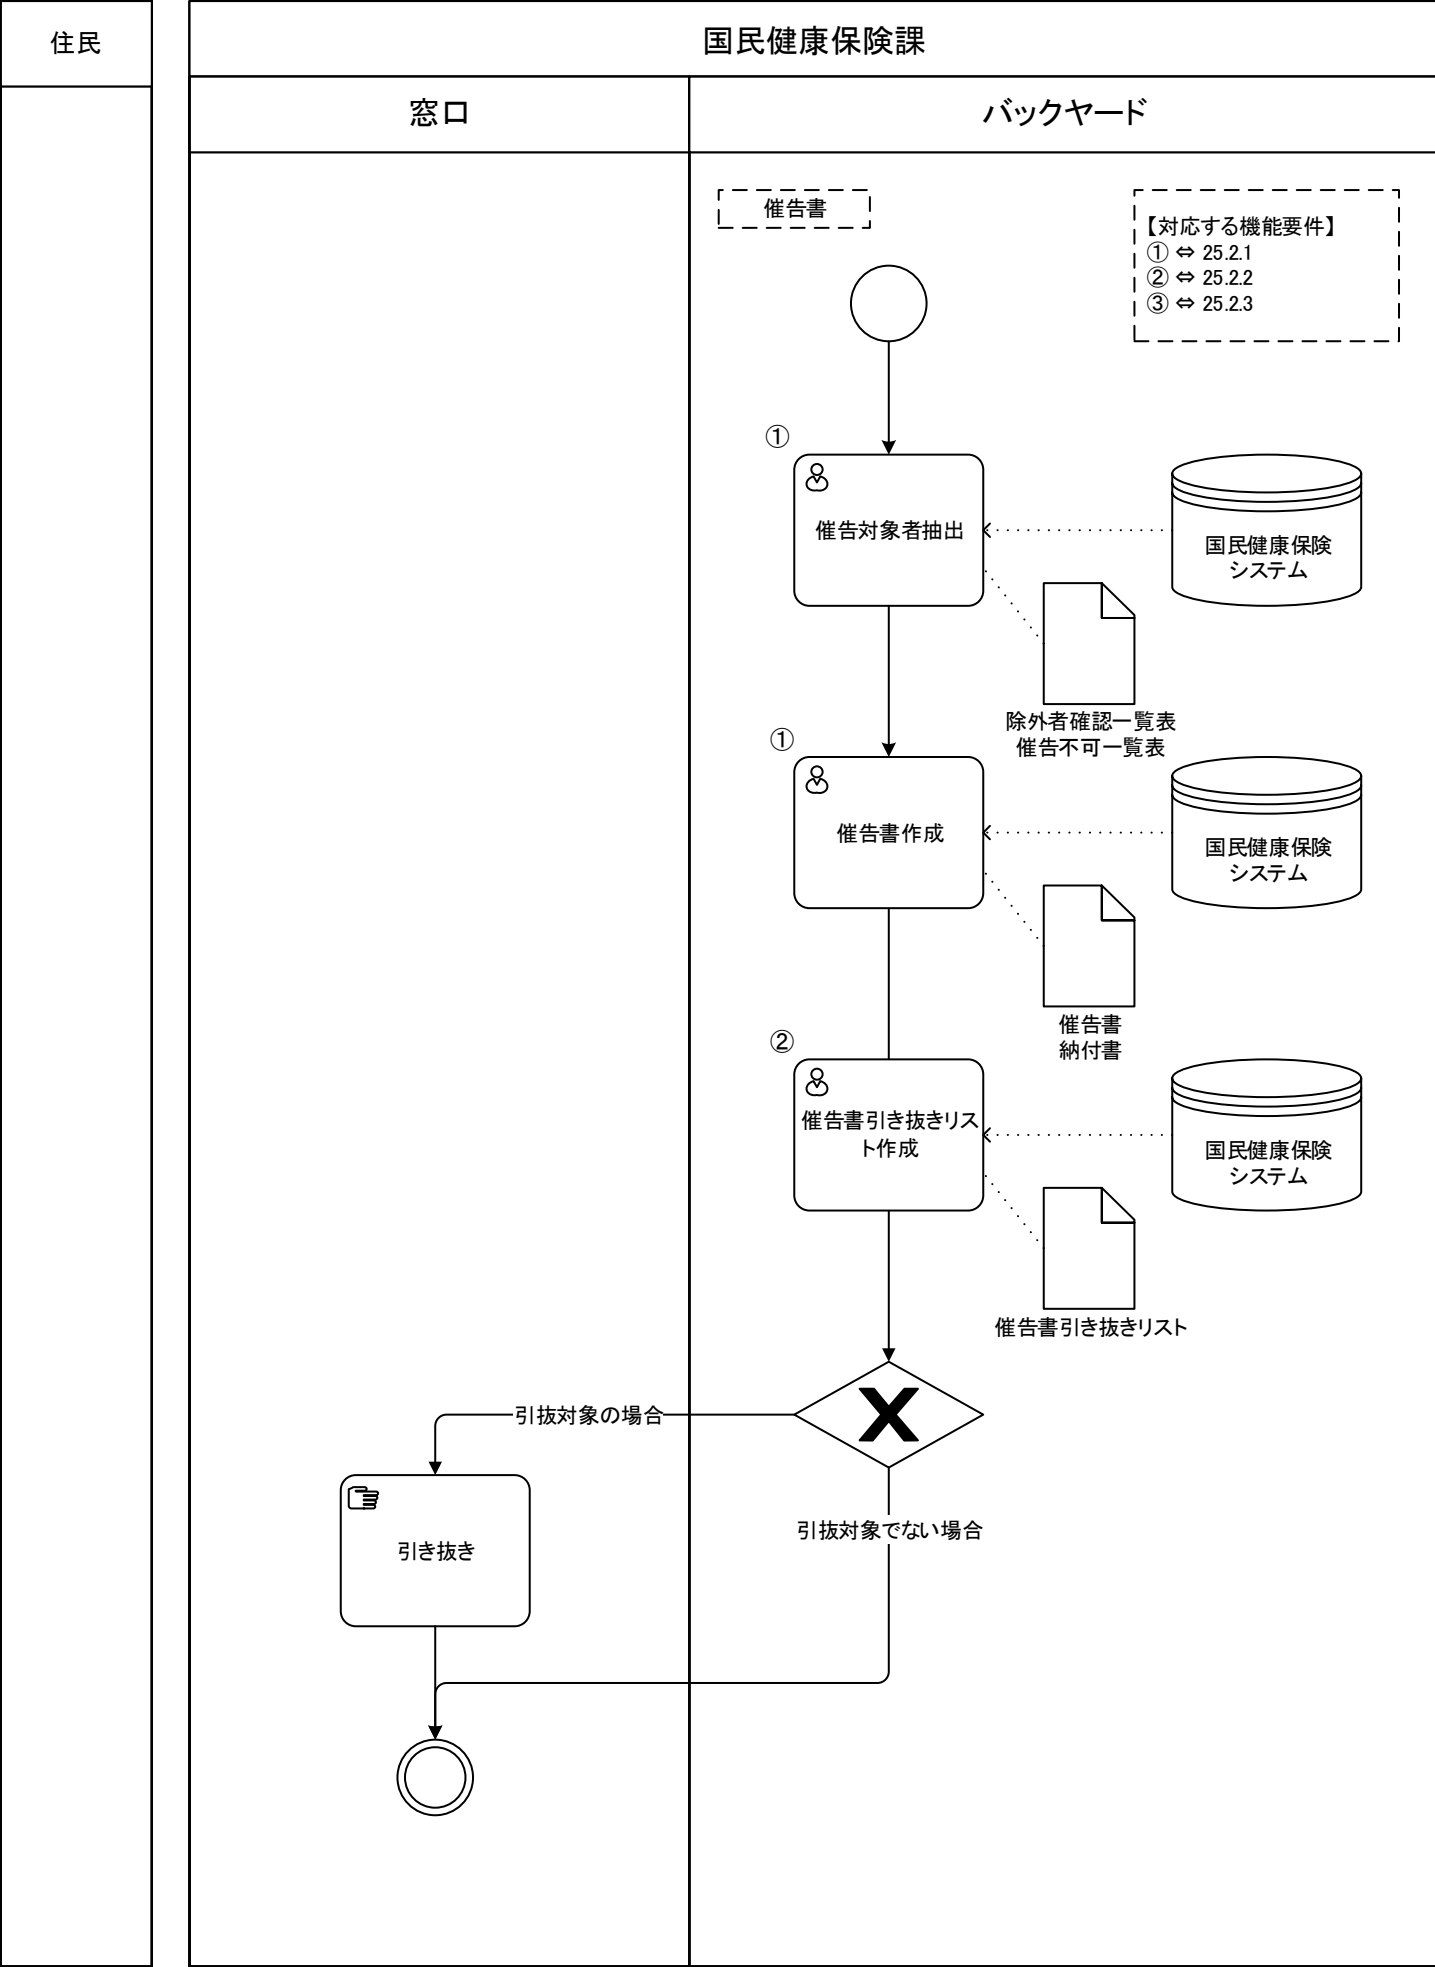 住民
国民健康保険課
窓口
バックヤード
催告書
【対応する機能要件】
① ⇔ 25.2.1
② ⇔ 25.2.2
③ ⇔ 25.2.3
①
催告対象者抽出
国民健康保険
システム
除外者確認一覧表
催告不可一覧表
①
催告書作成
国民健康保険
システム
催告書
納付書
②
催告書引き抜きリス
ト作成
国民健康保険
システム
催告書引き抜きリスト
引抜対象の場合
引抜対象でない場合
引き抜き